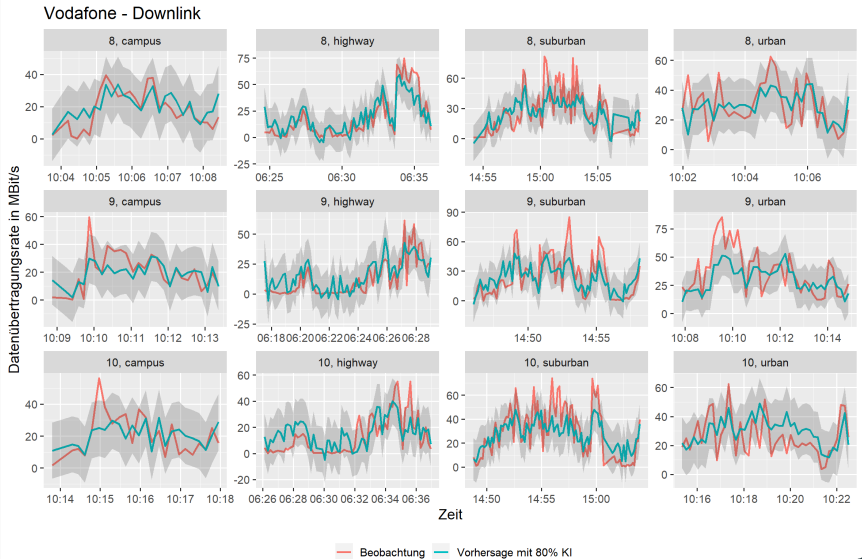 Vodafone - Downlink
8, campus
8, highway
8, suburban
8, urban
40
20
0
10:04 10:05 10:06 10:07 10:08
75
50
25
0
-25
06:25 06:30 06:35
60
30
0
14:55 15:00 15:05
60
40
20
0
10:02 10:04 10:06
9, campus
9, highway
9, suburban
9, urban
60
40
20
0
10:09 10:10 10:11 10:12 10:13
50
25
0
-25
06:18 06:20 06:22 06:24 06:26 06:28
90
60
30
0
14:50 14:55
75
50
25
0
10:08 10:10 10:12 10:14
10, campus
10, highway
10, suburban
10, urban
40
20
0
10:14 10:15 10:16 10:17 10:18
60
40
20
0
-20
06:26 06:28 06:30 06:32 06:34 06:36
60
40
20
0
14:50 14:55 15:00
60
40
20
0
10:16 10:18 10:20 10:22
Datenübertragungsrate in MBit/s
Zeit
Beobachtung Vorhersage mit 80% KI